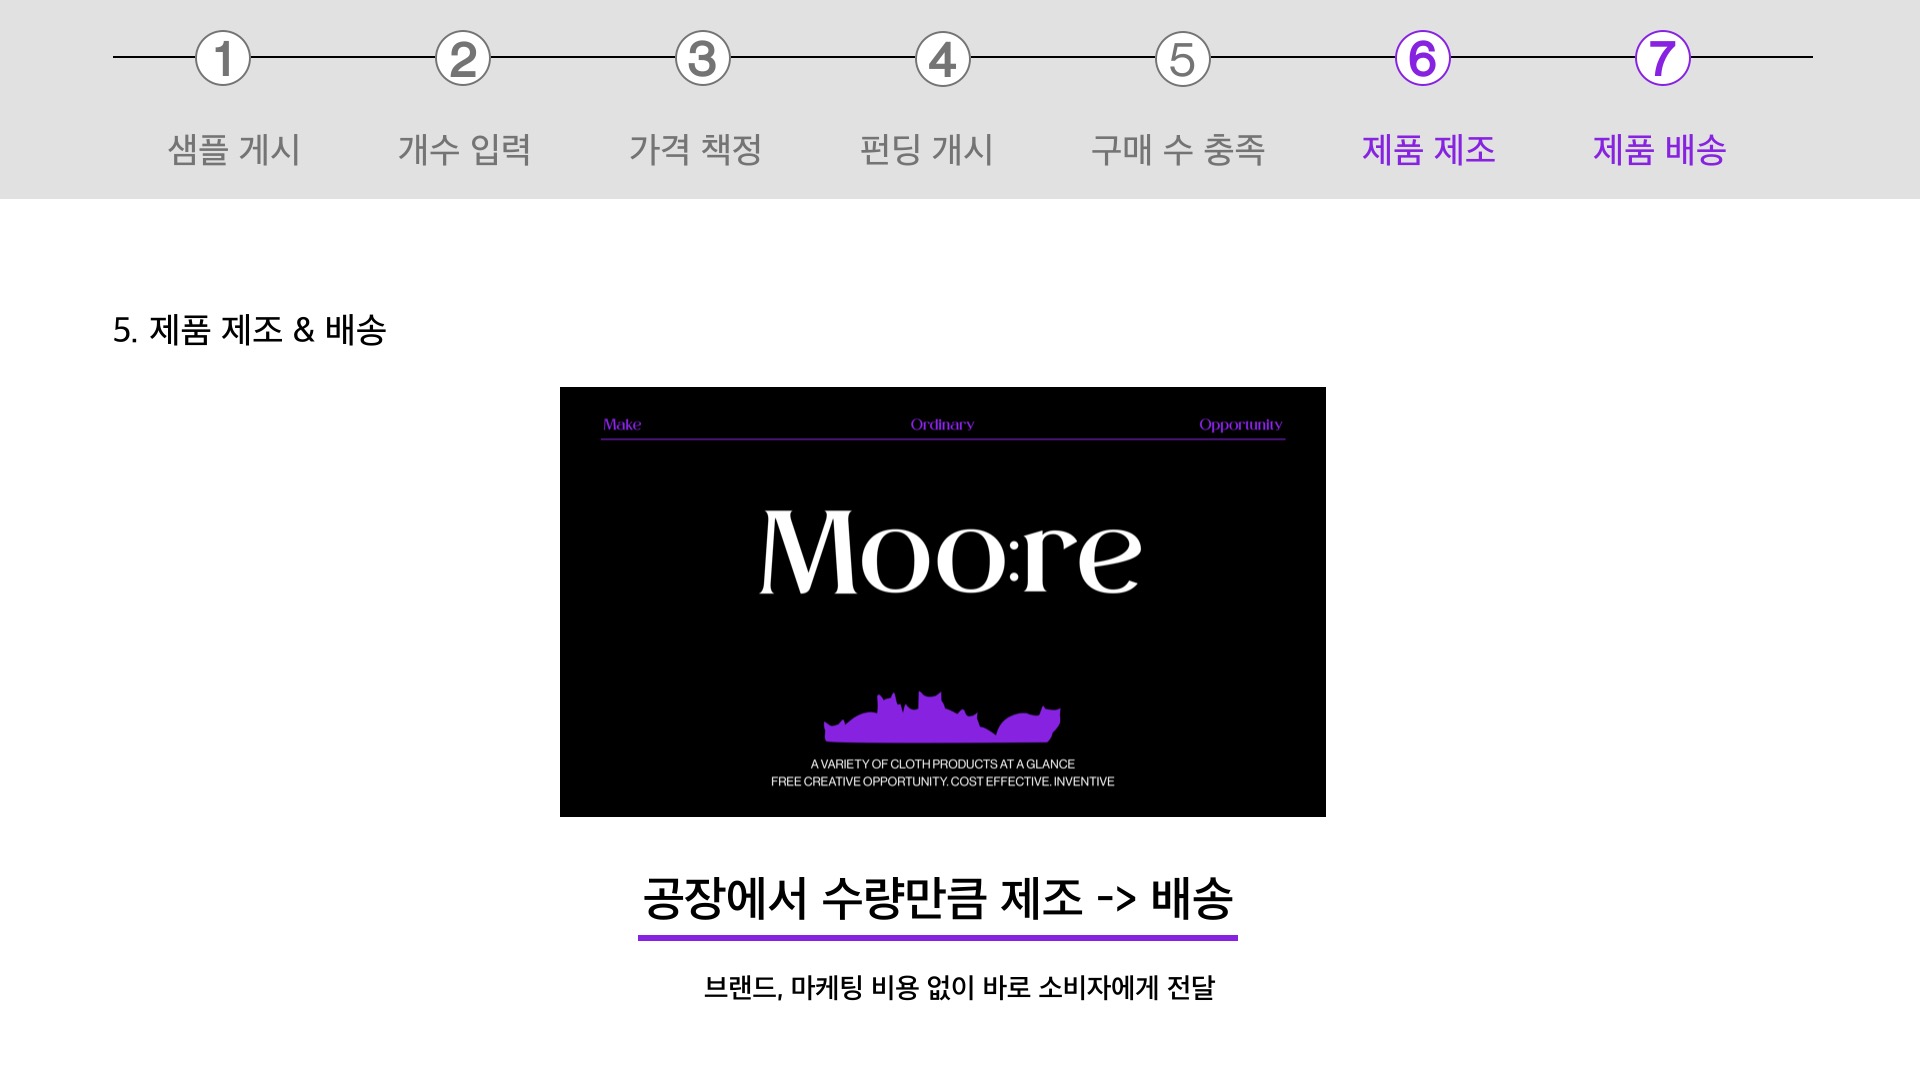 1 2 3 4 5 6 7
샘플 게시 개수 입력 가격 책정 펀딩 개시 구매 수 충족 제품 제조 제품 배송
5. 제품 제조 & 배송
Make Ordinary Opportunity
Moo:re
A VARIETY OF CLOTH PRODUCTS AT A GLANCE
FREE CREATIVE OPPORTUNITY. COST EFFECTIVE. INVENTIVE
공장에서 수량만큼 제조 -> 배송
브랜드, 마케팅 비용 없이 바로 소비자에게 전달